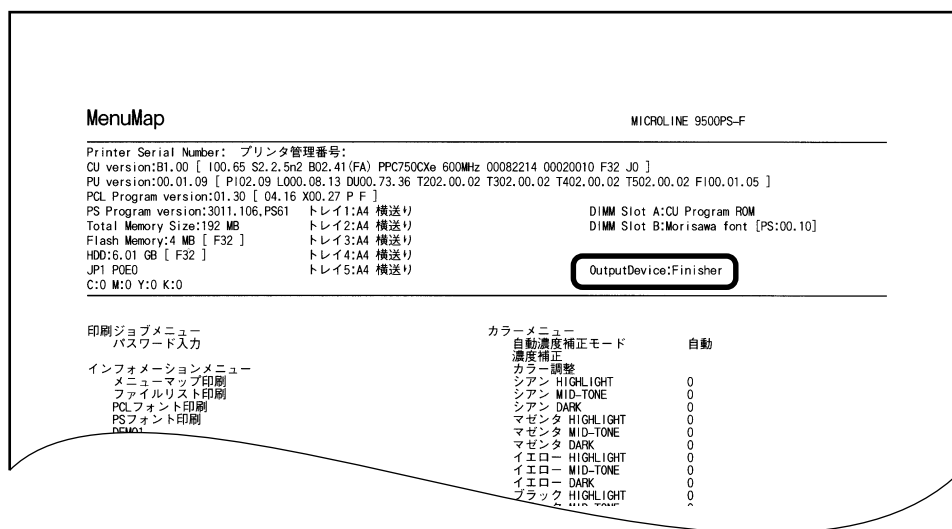 MenuMap
MICROLINE 9500PS-F
Printer Serial Number: プリンタ管理番号:
CU version:B1.00 [ I00.65 S2.2.5n2 B02.41(FA) PPC750CXe 600MHz 00082214 00020010 F32 J0 ]
PU version:00.01.09 [ PI02.09 L000.08.13 DU00.73.36 T202.00.02 T302.00.02 T402.00.02 T502.00.02 FI00.01.05 ]
PCL Program version:01.30 [ 04.16 X00.27 P F ]
PS Program version:3011.106,PS61 トレイ1:A4 横送り DIMM Slot A:CU Program ROM
Total Memory Size:192 MB トレイ2:A4 横送り DIMM Slot B:Morisawa font [PS:00.10]
Flash Memory:4 MB [ F32 ] トレイ3:A4 横送り
HDD:6.01 GB [ F32 ] トレイ4:A4 横送り
JP1 P0E0 トレイ5:A4 横送り OutputDevice:Finisher
C:0 M:0 Y:0 K:0
印刷ジョブメニュー
パスワード入力
インフォメーションメニュー
メニューマップ印刷
ファイルリスト印刷
PCLフォント印刷
PSフォント印刷
DEMO1
カラーメニュー
自動濃度補正モード 自動
濃度補正
カラー調整
シアン HIGHLIGHT 0
シアン MID-TONE 0
シアン DARK 0
マゼンタ HIGHLIGHT 0
マゼンタ MID-TONE 0
マゼンタ DARK 0
イエロー HIGHLIGHT 0
イエロー MID-TONE 0
イエロー DARK 0
ブラック HIGHLIGHT 0
MID-TONE 0